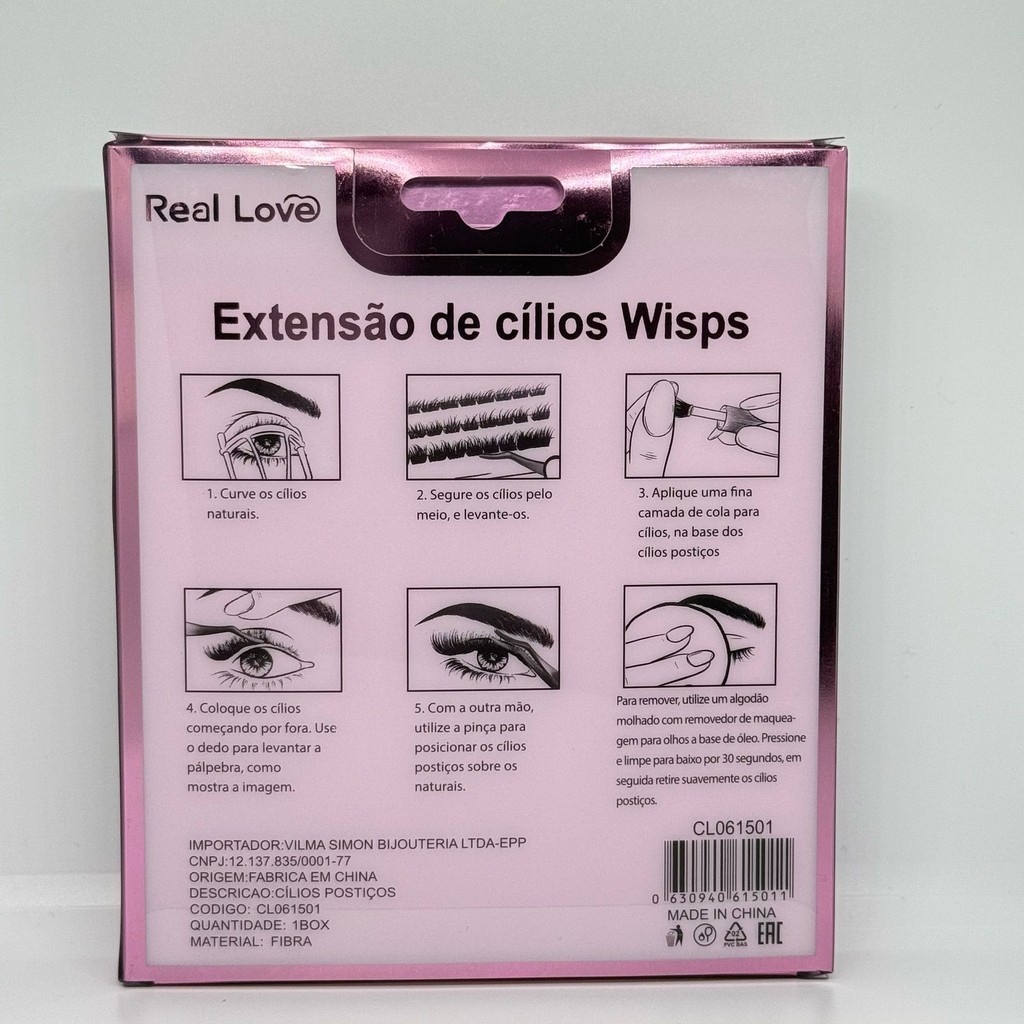 Real Love
Extensão de cílios Wisps
1. Curve os cílios
naturais.
2. Segure os cílios pelo
meio, e levante-os.
3. Aplique uma fina
camada de cola para
cílios, na base dos
cílios postiços
4. Coloque os cílios
começando por fora. Use
o dedo para levantar a
pálpebra, como
mostra a imagem.
5. Com a outra mão,
utilize a pinça para
posicionar os cílios
postiços sobre os
naturais.
Para remover, utilize um algodão
molhado com removedor de maquea-
gem para olhos a base de óleo. Pressione
e limpe para baixo por 30 segundos, em
seguida retire suavemente os cílios
postiços.
IMPORTADOR:VILMA SIMON BIJOUTERIA LTDA-EPP
CNPJ:12.137.835/0001-77
ORIGEM:FABRICA EM CHINA
DESCRICAO:CÍLIOS POSTIÇOS
CODIGO: CL061501
QUANTIDADE: 1BOX
MATERIAL: FIBRA
CL061501
0 630940 615011
MADE IN CHINA
702
PVC BAS
EAC